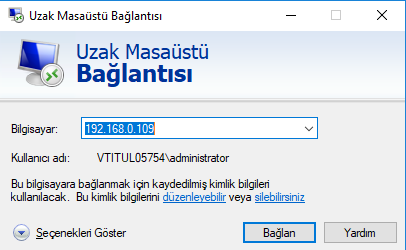 Uzak Masaüstü Bağlantısı
Uzak Masaüstü
Bağlantısı
Bilgisayar: 192.168.0.109
Kullanıcı adı: VTITUL05754\administrator
Bu bilgisayara bağlanmak için kaydedilmiş kimlik bilgileri
kullanılacak. Bu kimlik bilgilerini düzenleyebilir veya silebilirsiniz
Seçenekleri Göster Bağlan Yardım